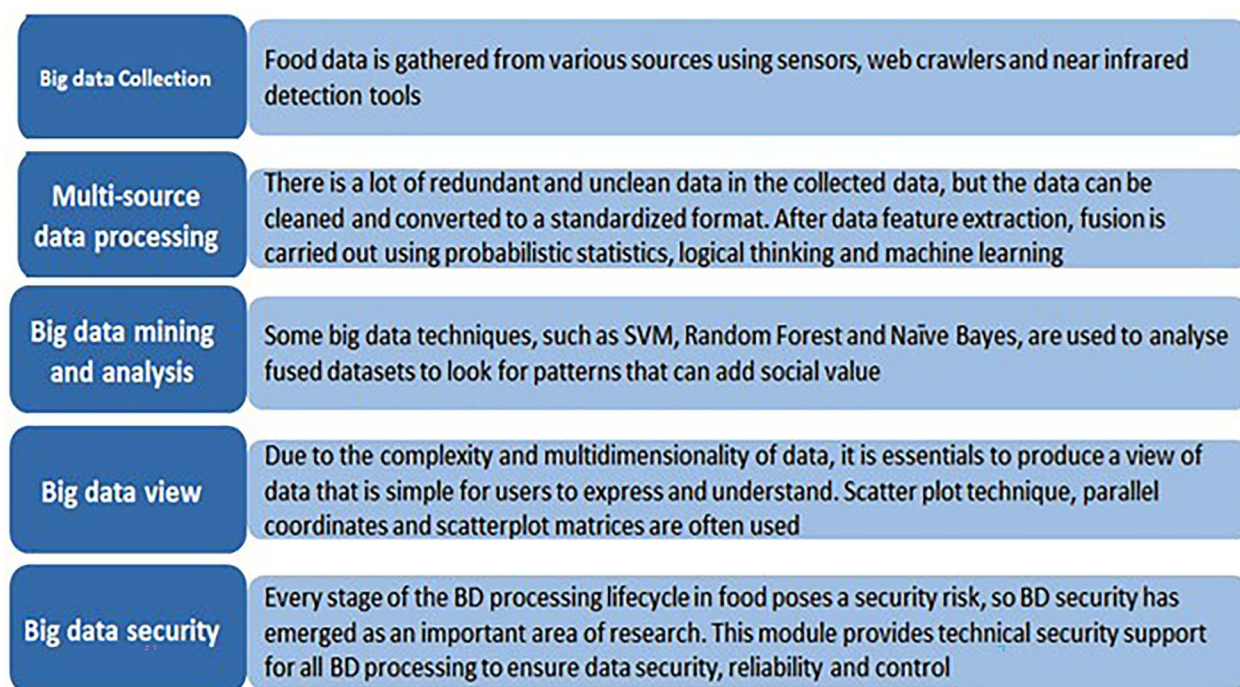 Big data Collection
Food data is gathered from various sources using sensors, web crawlers and near infrared
detection tools
Multi-source
data processing
There is a lot of redundant and unclean data in the collected data, but the data can be
cleaned and converted to a standardized format. After data feature extraction, fusion is
carried out using probabilistic statistics, logical thinking and machine learning
Big data mining
and analysis
Some big data techniques, such as SVM, Random Forest and Naïve Bayes, are used to analyse
fused datasets to look for patterns that can add social value
Big data view
Due to the complexity and multidimensionality of data, it is essentials to produce a view of
data that is simple for users to express and understand. Scatter plot technique, parallel
coordinates and scatterplot matrices are often used
Big data security
Every stage of the BD processing lifecycle in food poses a security risk, so BD security has
emerged as an important area of research. This module provides technical security support
for all BD processing to ensure data security, reliability and control